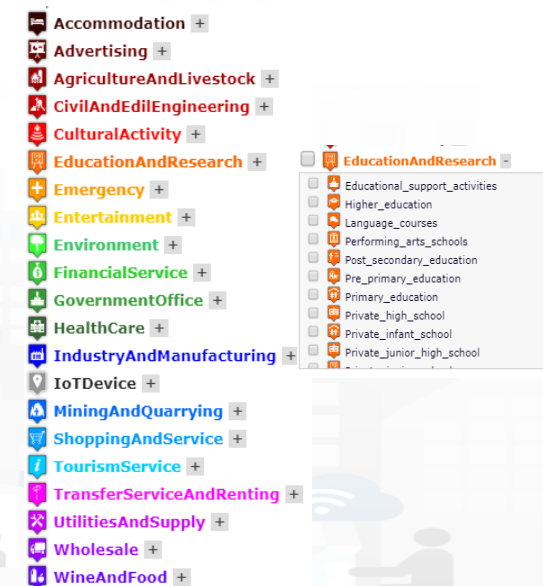 Accommodation +
Advertising +
AgricultureAndLivestock +
CivilAndEdilEngineering +
CulturalActivity +
EducationAndResearch +
Emergency +
Entertainment +
Environment +
FinancialService +
GovernmentOffice +
HealthCare +
IndustryAndManufacturing +
IoTDevice +
MiningAndQuarrying +
ShoppingAndService +
TourismService +
TransferServiceAndRenting +
UtilitiesAndSupply +
Wholesale +
WineAndFood +
EducationAndResearch -
Educational_support_activities
Higher_education
Language_courses
Performing_arts_schools
Post_secondary_education
Pre_primary_education
Primary_education
Private_high_school
Private_infant_school
Private_junior_high_school